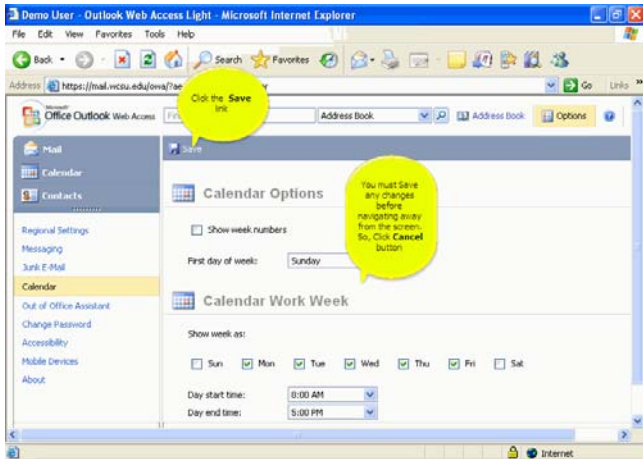 Demo User - Outlook Web Access Light - Microsoft Internet Explorer
File Edit View Favorites Tools Help
Back Search Favorites
Address https://mail.wcsu.edu/owa/?ae Go Links »
Click the Save
link
Microsoft
Office Outlook Web Access Address Book Address Book Options
Mail
Calendar
Contacts
Save
Calendar Options
You must Save
any changes
before
navigating away
from the screen.
So, Click Cancel
button
Regional Settings
Messaging
Junk E-Mail
Calendar
Out of Office Assistant
Change Password
Accessibility
Mobile Devices
About
Show week numbers
First day of week: Sunday
Calendar Work Week
Show week as:
Sun Mon Tue Wed Thu Fri Sat
Day start time: 8:00 AM
Day end time: 5:00 PM
Internet